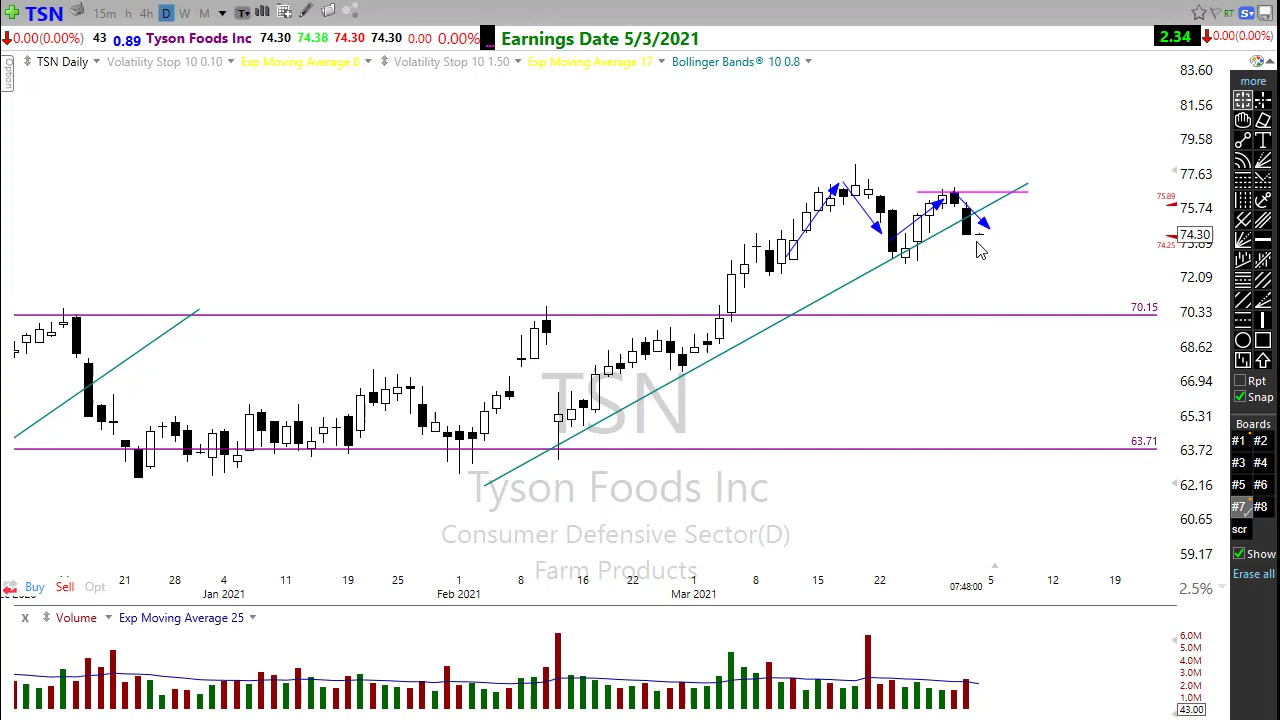 TSN 15m h 4h D W M T RT S
0.00(0.00%) 43 0.89 Tyson Foods Inc 74.30 74.38 74.30 74.30 0.00 0.00% Earnings Date 5/3/2021 2.34 0.00(0.00%)
Option
TSN Daily Volatility Stop 10 0.10 Exp Moving Average 8 Volatility Stop 10 1.50 Exp Moving Average 17 Bollinger Bands® 10 0.8
83.60
81.56
79.58
77.63
75.89
75.74
74.30
74.25
72.09
70.15
70.33
68.62
66.94
65.31
63.71
63.72
62.16
60.65
59.17
2.5%
TSN
Tyson Foods Inc
Consumer Defensive Sector(D)
Farm Products
Buy Sell Opt
21 28 4 11 19 25 1 8 16 22 1 8 15 22 07:48:00 5 12 19
Jan 2021 Feb 2021 Mar 2021
X Volume Exp Moving Average 25
6.0M
5.0M
4.0M
3.0M
2.0M
1.0M
43.00
more
T
Rpt
Snap
Boards
#1 #2
#3 #4
#5 #6
#7 #8
scr
Show
Erase all